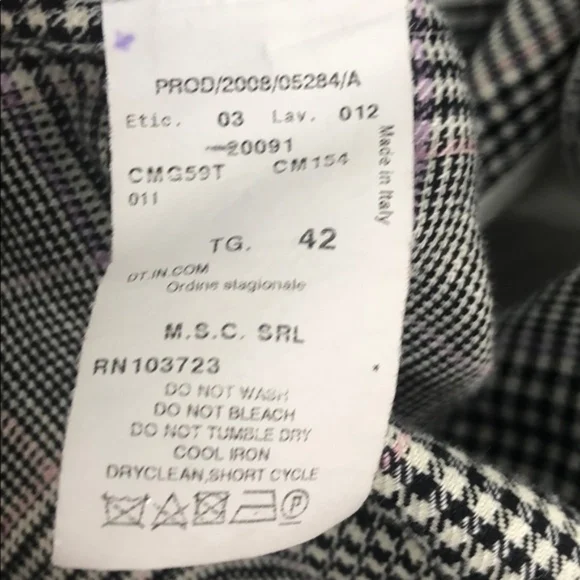 PROD/2008/05284/A
Etic. 03 Lav. 012
20091
CMG59T CM154
011
Made in Italy
TG. 42
DT.IN.COM
Ordine stagionale
M.S.C. SRL
RN103723
DO NOT WASH
DO NOT BLEACH
DO NOT TUMBLE DRY
COOL IRON
DRYCLEAN,SHORT CYCLE
P